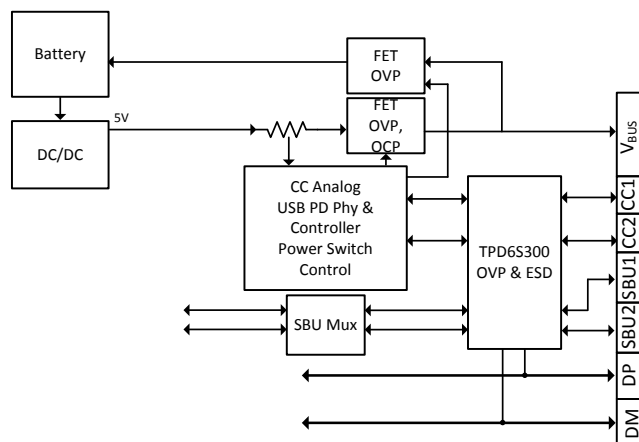 Battery
FET
OVP
5V
FET
OVP,
OCP
DC/DC
VBUS
CC Analog
USB PD Phy &
Controller
Power Switch
Control
TPD6S300
OVP & ESD
CC1
CC2
SBU1
SBU2
SBU Mux
DP
DM